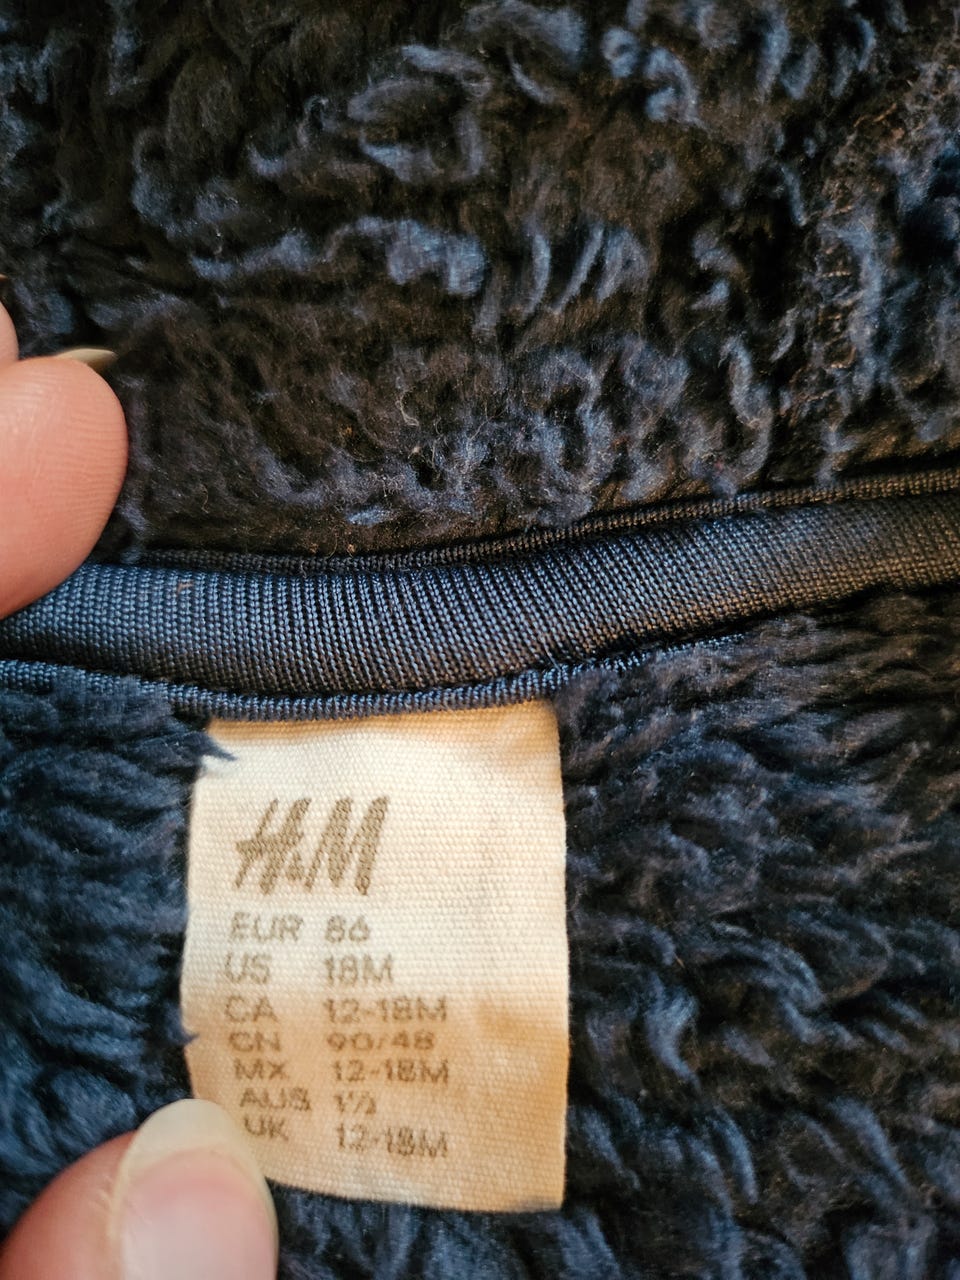 H&M
EUR 86
US 18M
CA 12-18M
CN 90/48
MX 12-18M
AUS 1½
UK 12-18M